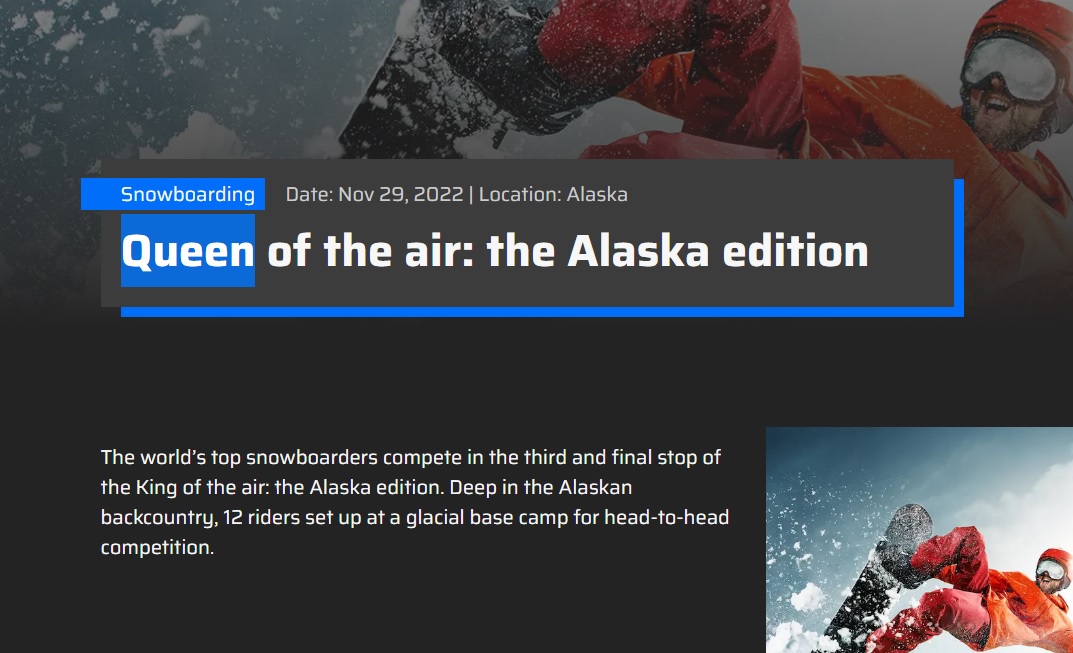 Snowboarding Date: Nov 29, 2022 | Location: Alaska
Queen of the air: the Alaska edition
The world’s top snowboarders compete in the third and final stop of
the King of the air: the Alaska edition. Deep in the Alaskan
backcountry, 12 riders set up at a glacial base camp for head-to-head
competition.